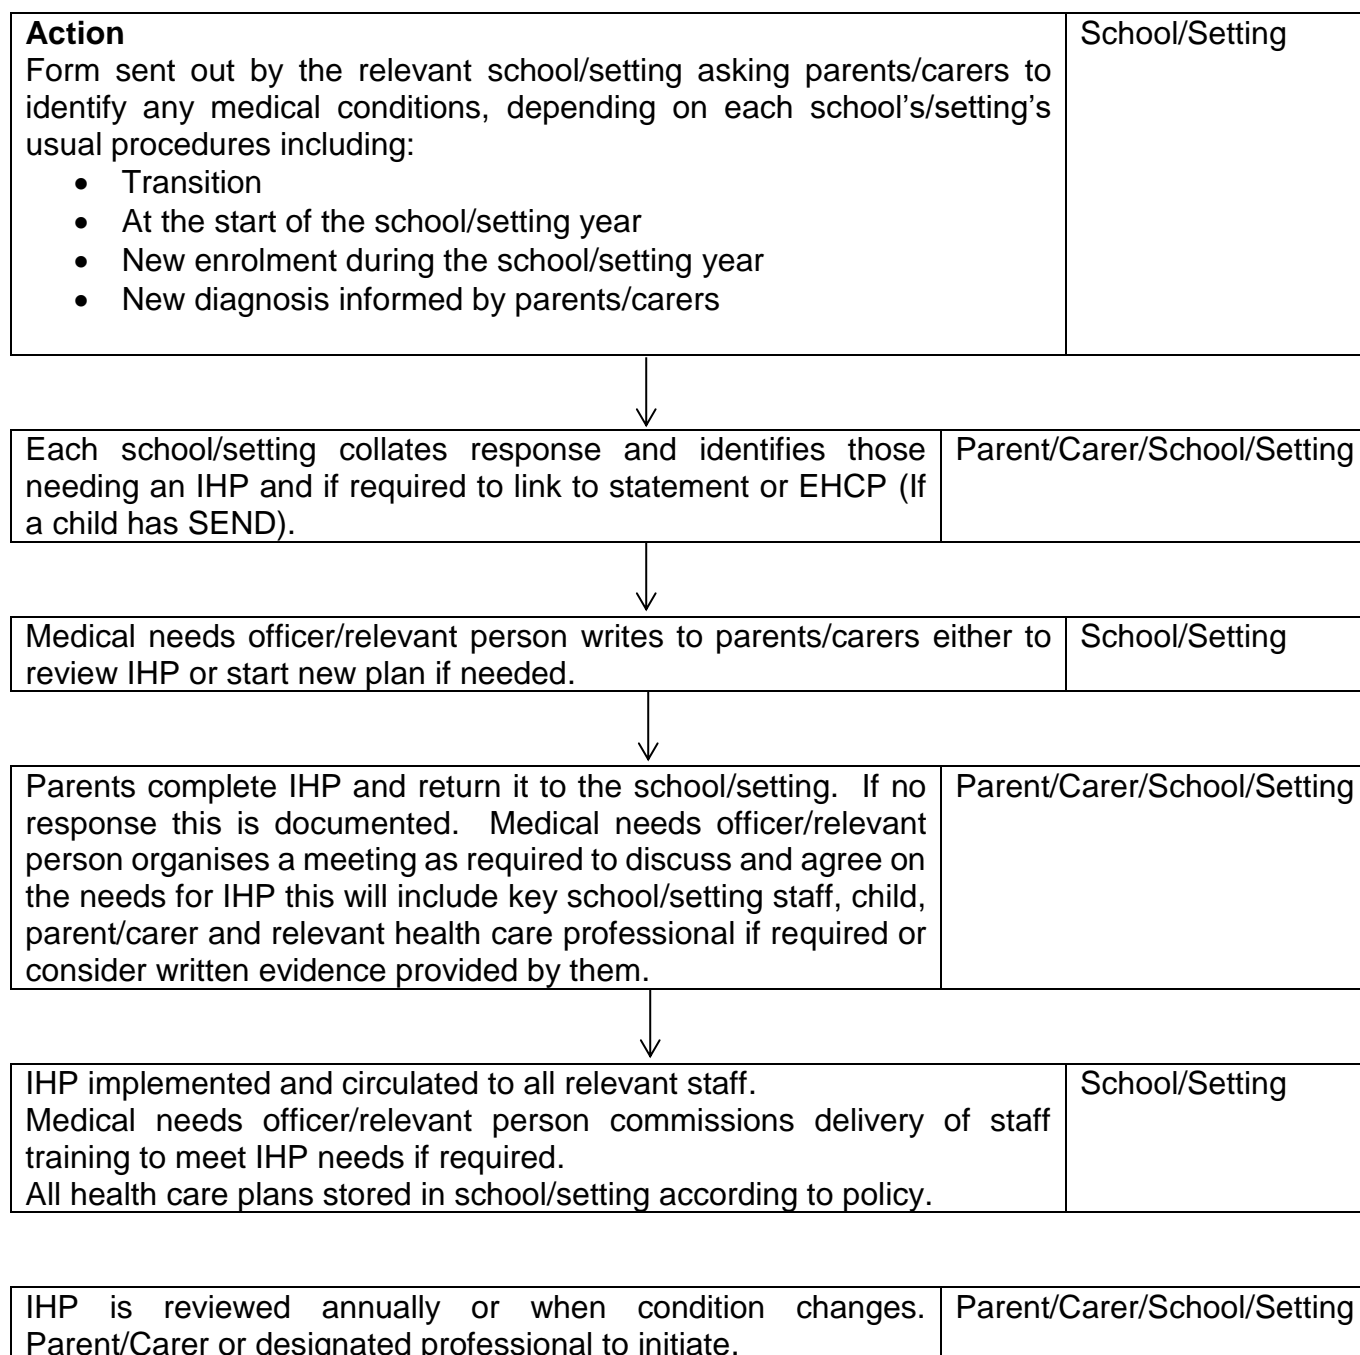 Action
School/Setting
Form sent out by the relevant school/setting asking parents/carers to
identify any medical conditions, depending on each school’s/setting’s
usual procedures including:
• Transition
• At the start of the school/setting year
• New enrolment during the school/setting year
• New diagnosis informed by parents/carers
Each school/setting collates response and identifies those
needing an IHP and if required to link to statement or EHCP (If
a child has SEND).
Parent/Carer/School/Setting
Medical needs officer/relevant person writes to parents/carers either to
review IHP or start new plan if needed.
School/Setting
Parents complete IHP and return it to the school/setting. If no
response this is documented. Medical needs officer/relevant
person organises a meeting as required to discuss and agree on
the needs for IHP this will include key school/setting staff, child,
parent/carer and relevant health care professional if required or
consider written evidence provided by them.
Parent/Carer/School/Setting
IHP implemented and circulated to all relevant staff.
Medical needs officer/relevant person commissions delivery of staff
training to meet IHP needs if required.
All health care plans stored in school/setting according to policy.
School/Setting
IHP is reviewed annually or when condition changes.
Parent/Carer or designated professional to initiate.
Parent/Carer/School/Setting